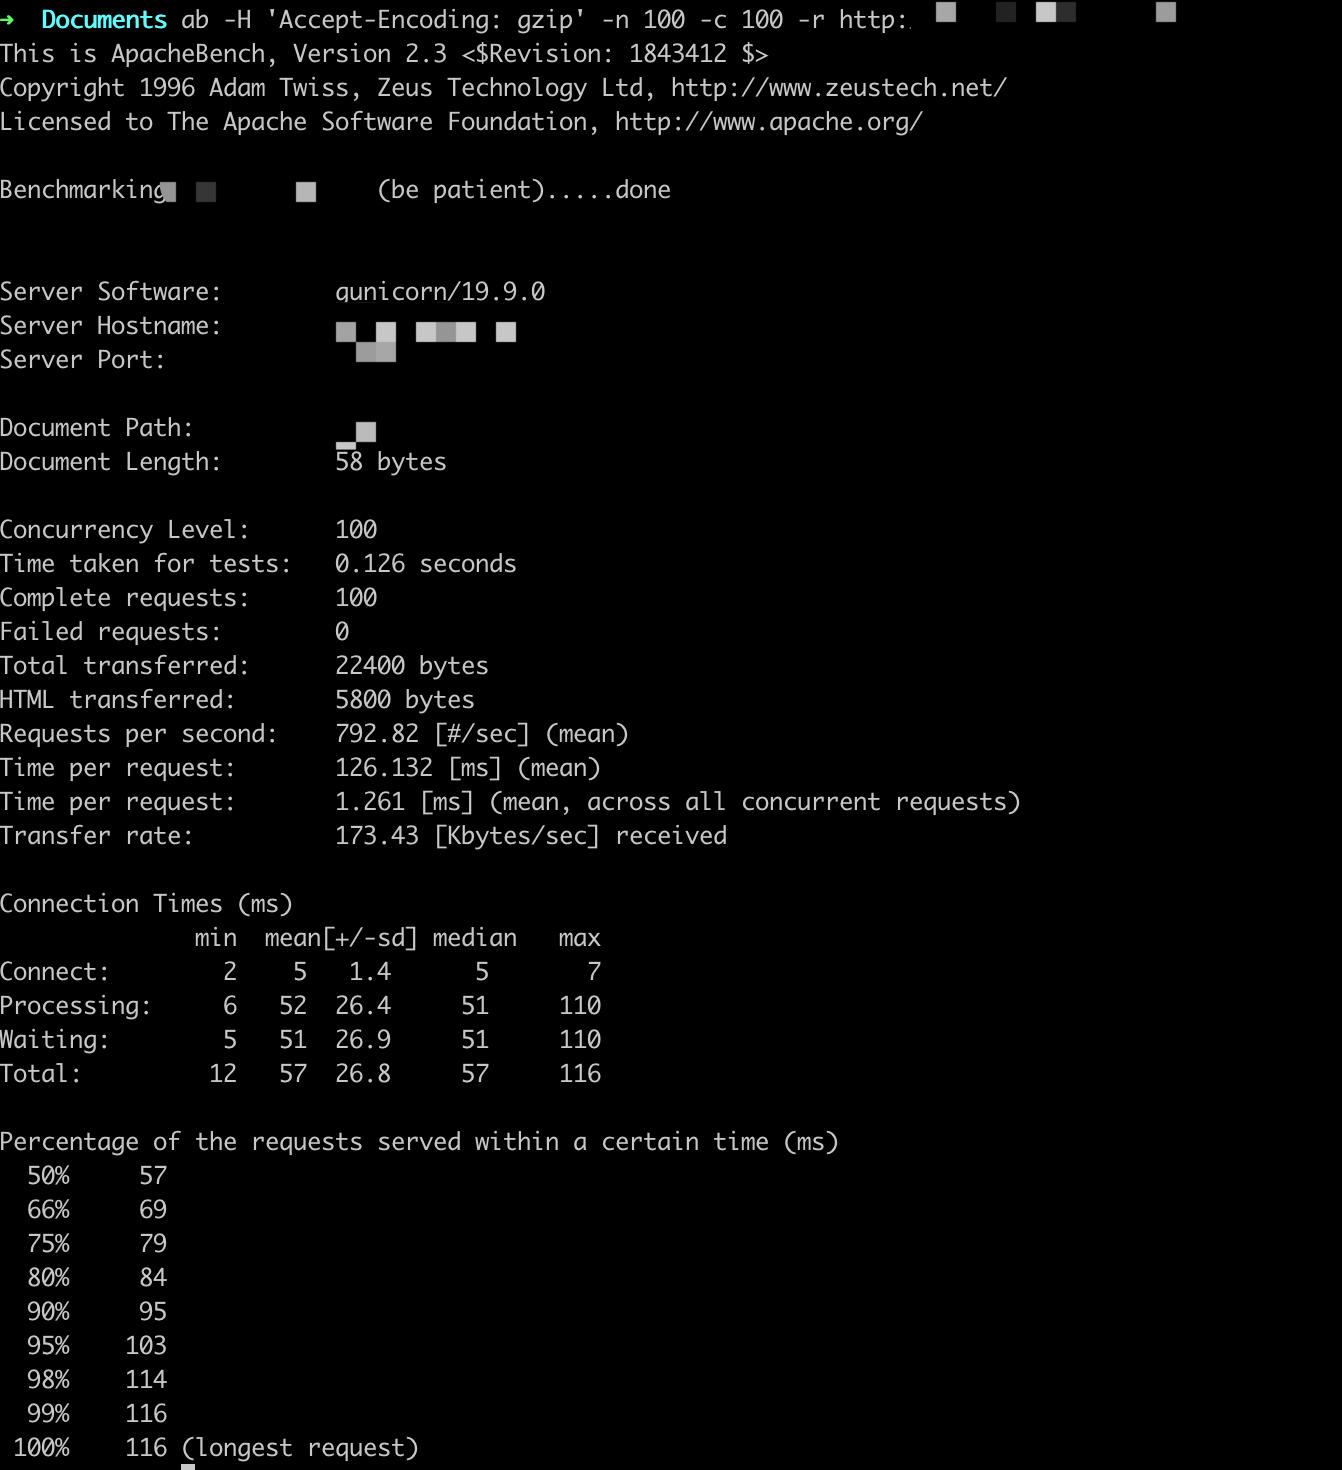 ➜  Documents ab -H 'Accept-Encoding: gzip' -n 100 -c 100 -r http:
This is ApacheBench, Version 2.3 <$Revision: 1843412 $>
Copyright 1996 Adam Twiss, Zeus Technology Ltd, http://www.zeustech.net/
Licensed to The Apache Software Foundation, http://www.apache.org/

Benchmarking (be patient).....done


Server Software:        gunicorn/19.9.0
Server Hostname:
Server Port:

Document Path:
Document Length:        58 bytes

Concurrency Level:      100
Time taken for tests:   0.126 seconds
Complete requests:      100
Failed requests:        0
Total transferred:      22400 bytes
HTML transferred:       5800 bytes
Requests per second:    792.82 [#/sec] (mean)
Time per request:       126.132 [ms] (mean)
Time per request:       1.261 [ms] (mean, across all concurrent requests)
Transfer rate:          173.43 [Kbytes/sec] received

Connection Times (ms)
              min  mean[+/-sd] median   max
Connect:        2    5   1.4      5       7
Processing:     6   52  26.4     51     110
Waiting:        5   51  26.9     51     110
Total:         12   57  26.8     57     116

Percentage of the requests served within a certain time (ms)
  50%     57
  66%     69
  75%     79
  80%     84
  90%     95
  95%    103
  98%    114
  99%    116
 100%    116 (longest request)